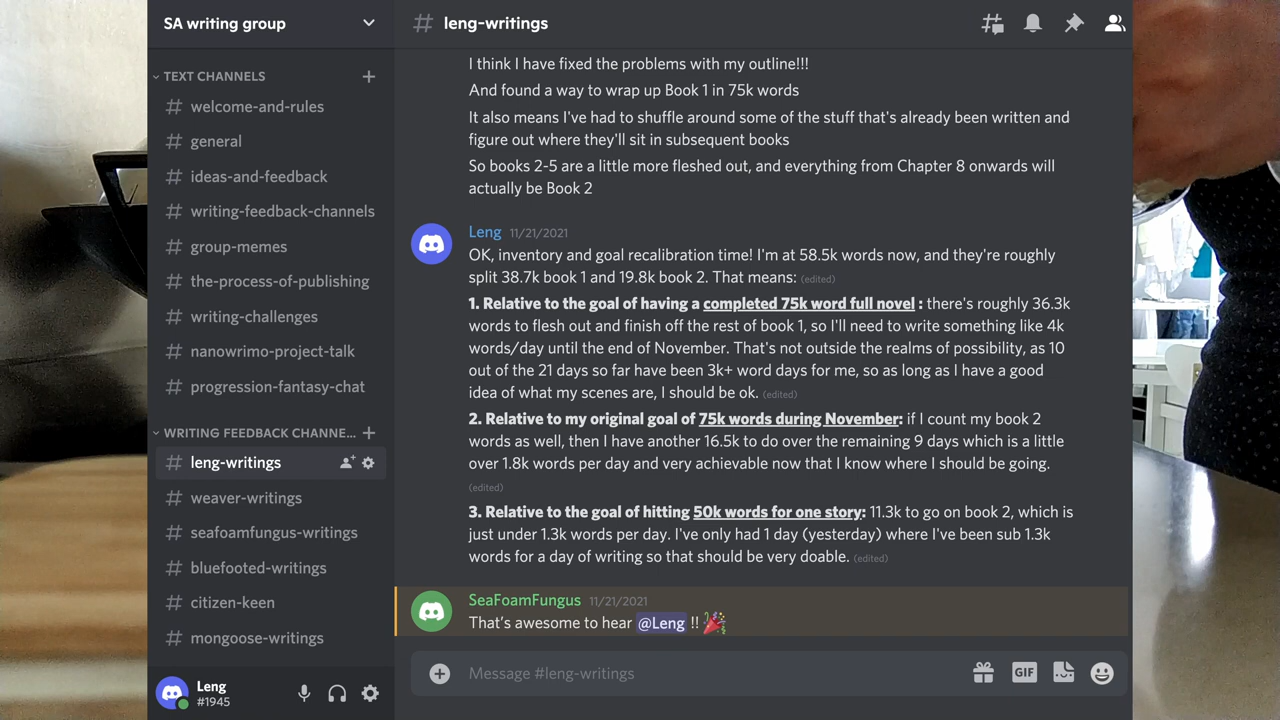 SA writing group
TEXT CHANNELS
# welcome-and-rules
# general
# ideas-and-feedback
# writing-feedback-channels
# group-memes
# the-process-of-publishing
# writing-challenges
# nanowrimo-project-talk
# progression-fantasy-chat
WRITING FEEDBACK CHANNE...
# leng-writings
# weaver-writings
# seafoamfungus-writings
# bluefooted-writings
# citizen-keen
# mongoose-writings
Leng
#1945
# leng-writings
I think I have fixed the problems with my outline!!!
And found a way to wrap up Book 1 in 75k words
It also means I've had to shuffle around some of the stuff that's already been written and
figure out where they'll sit in subsequent books
So books 2-5 are a little more fleshed out, and everything from Chapter 8 onwards will
actually be Book 2
Leng 11/21/2021
OK, inventory and goal recalibration time! I'm at 58.5k words now, and they're roughly
split 38.7k book 1 and 19.8k book 2. That means: (edited)
1. Relative to the goal of having a completed 75k word full novel : there's roughly 36.3k
words to flesh out and finish off the rest of book 1, so I'll need to write something like 4k
words/day until the end of November. That's not outside the realms of possibility, as 10
out of the 21 days so far have been 3k+ word days for me, so as long as I have a good
idea of what my scenes are, I should be ok. (edited)
2. Relative to my original goal of 75k words during November: if I count my book 2
words as well, then I have another 16.5k to do over the remaining 9 days which is a little
over 1.8k words per day and very achievable now that I know where I should be going.
(edited)
3. Relative to the goal of hitting 50k words for one story: 11.3k to go on book 2, which is
just under 1.3k words per day. I've only had 1 day (yesterday) where I've been sub 1.3k
words for a day of writing so that should be very doable. (edited)
SeaFoamFungus 11/21/2021
That's awesome to hear @Leng !! 🎉
Message #leng-writings
GIF